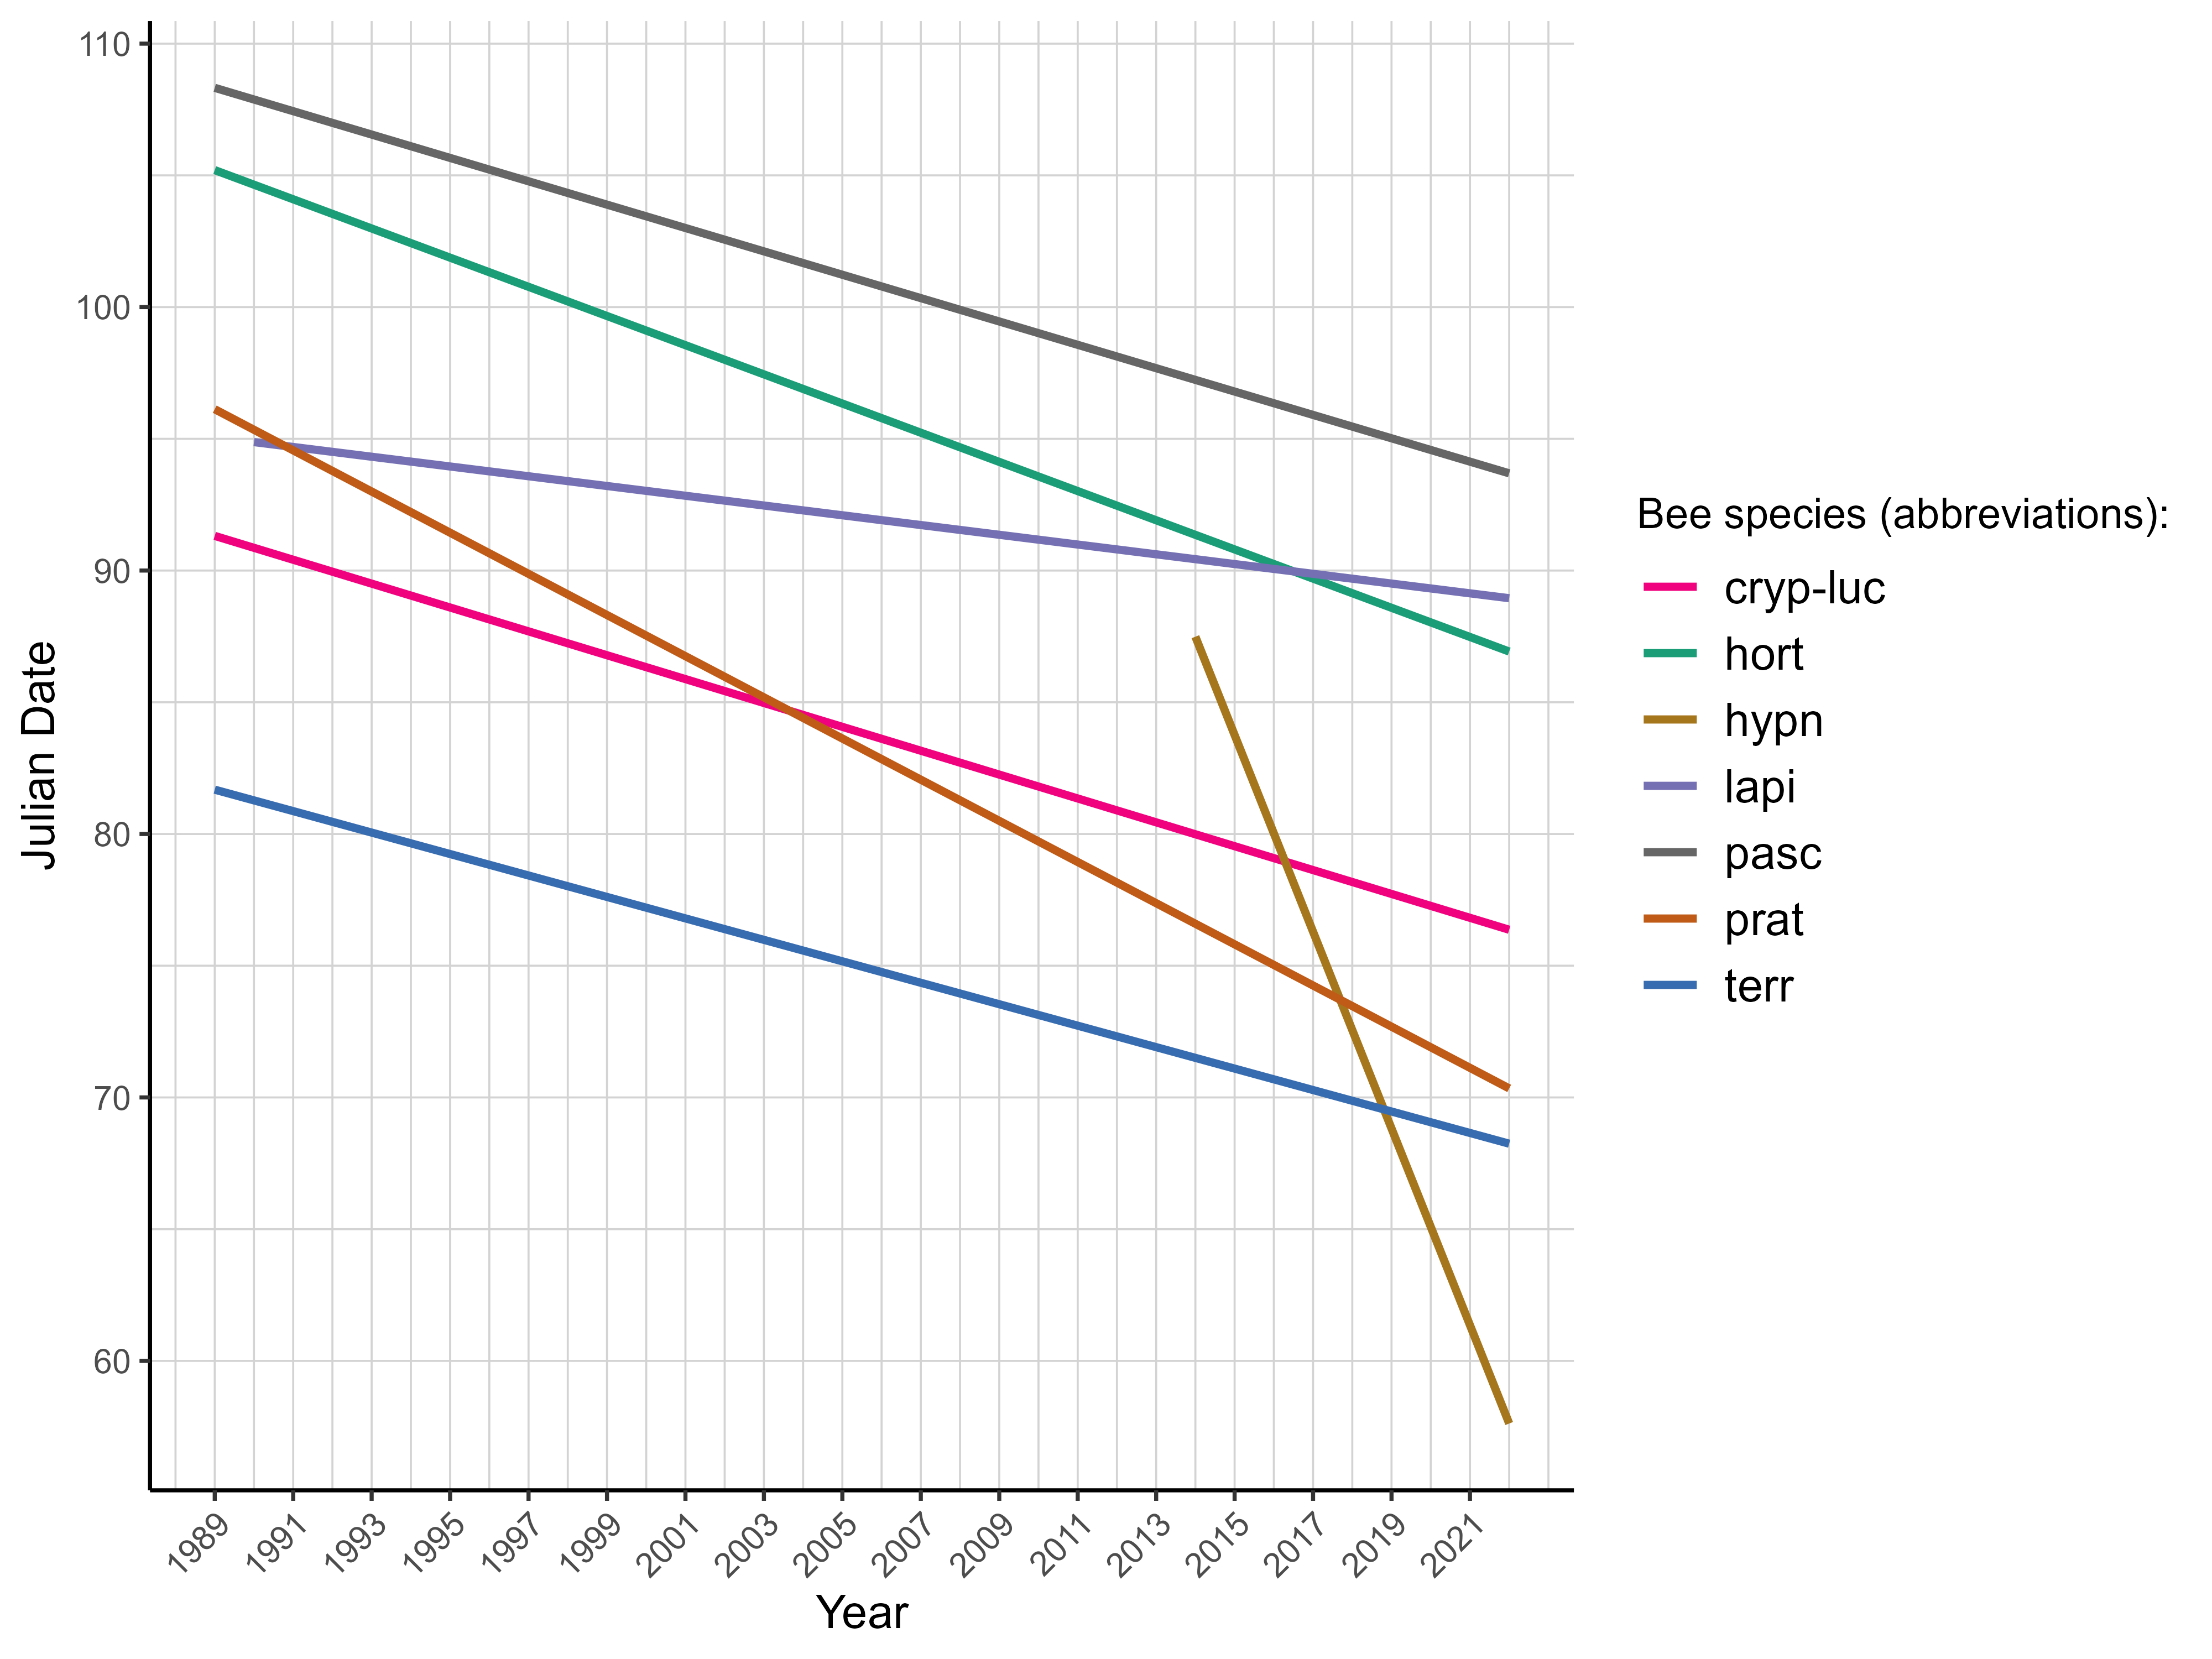 110
100
90
80
70
60
Julian Date
1989
1991
1993
1995
1997
1999
2001
2003
2005
2007
2009
2011
2013
2015
2017
2019
2021
Year
Bee species (abbreviations):
cryp-luc
hort
hypn
lapi
pasc
prat
terr